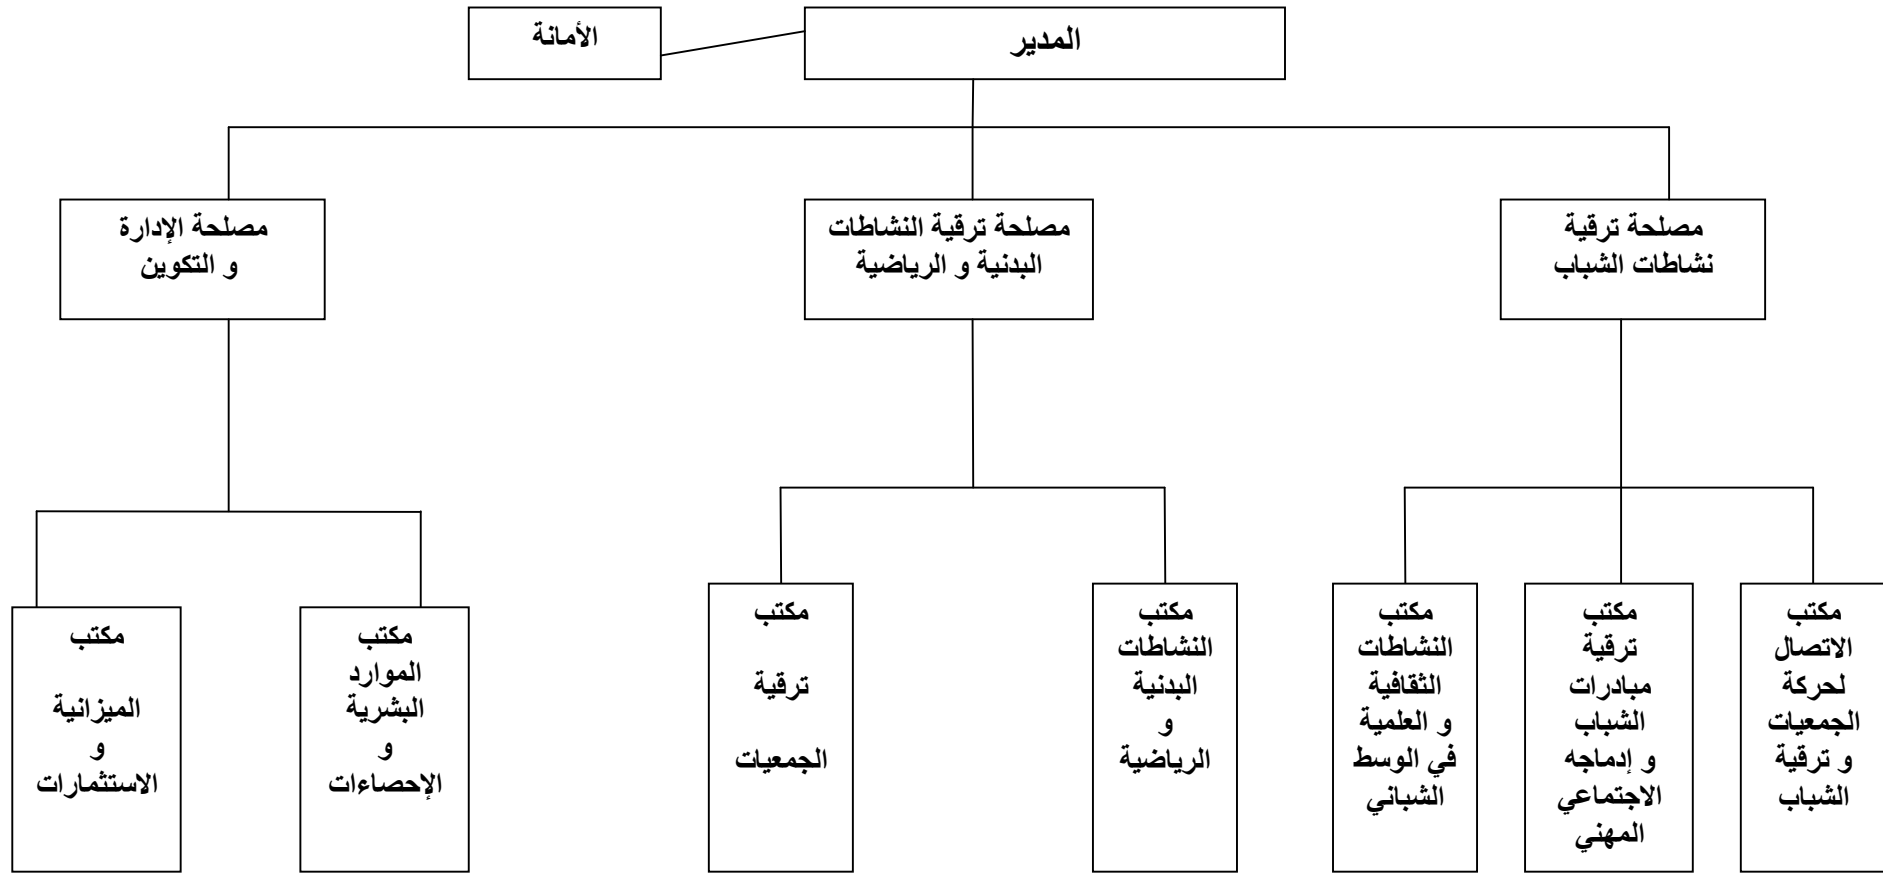 المدير
الأمانة
مصلحة ترقية
نشاطات الشباب
مصلحة ترقية النشاطات
البدنية و الرياضية
مصلحة الإدارة
و التكوين
مكتب
الاتصال
لحركة
الجمعيات
و ترقية
الشباب
مكتب
ترقية
مبادرات
الشباب
و إدماجه
الاجتماعي
المهني
مكتب
النشاطات
الثقافية
و العلمية
في الوسط
الشباني
مكتب
النشاطات
البدنية
و
الرياضية
مكتب
ترقية
الجمعيات
مكتب
الموارد
البشرية
و
الإحصاءات
مكتب
الميزانية
و
الاستثمارات